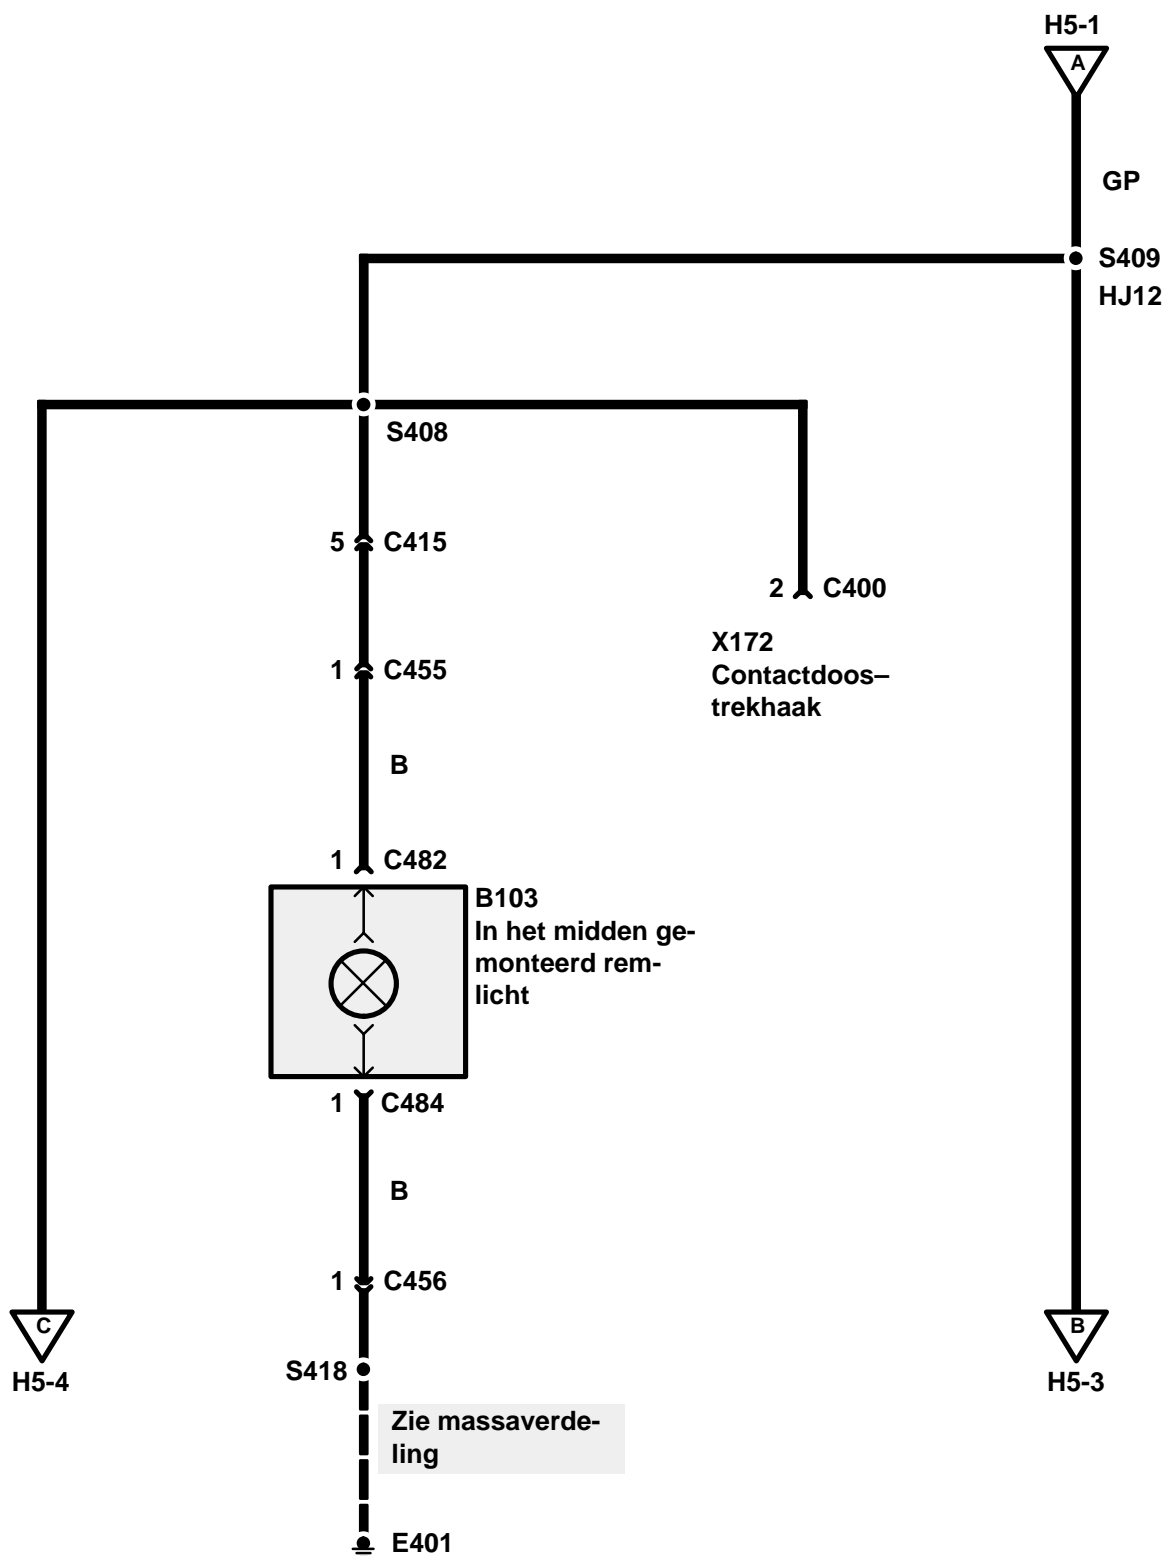 H5-1
A
GP
S409
HJ12
S408
5 C415
2 C400
X172
Contactdoos–
trekhaak
1 C455
B
1 C482
B103
In het midden ge-
monteerd rem-
licht
1 C484
B
1 C456
C
H5-4
B
H5-3
S418
Zie massaverde-
ling
E401